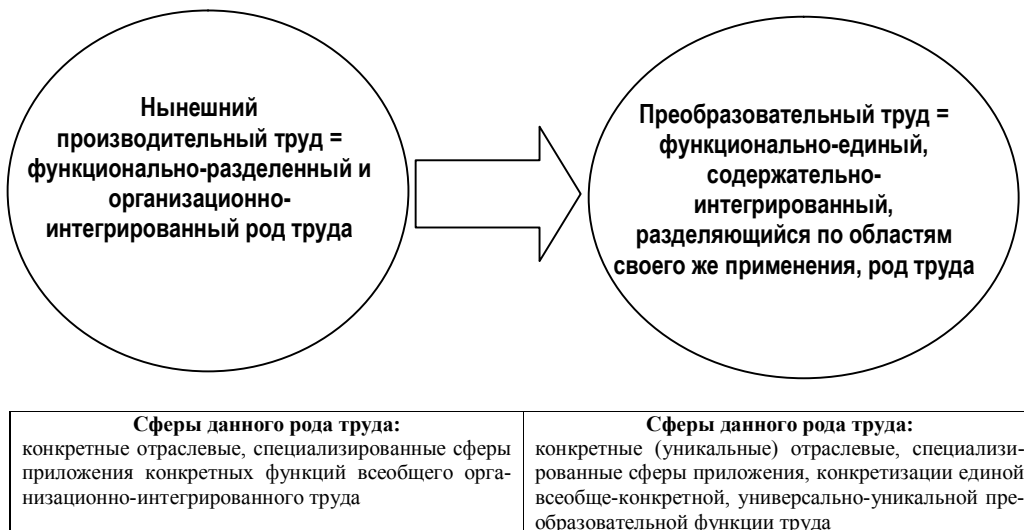 Нынешний
производительный труд =
функционально-разделенный и
организационно-
интегрированный род труда
Преобразовательный труд =
функционально-единый,
содержательно-
интегрированный,
разделяющийся по областям
своего же применения, род труда
Сферы данного рода труда:
конкретные отраслевые, специализированные сферы
приложения конкретных функций всеобщего орга-
низационно-интегрированного труда
Сферы данного рода труда:
конкретные (уникальные) отраслевые, специализи-
рованные сферы приложения, конкретизации единой
всеобще-конкретной, универсально-уникальной пре-
образовательной функции труда